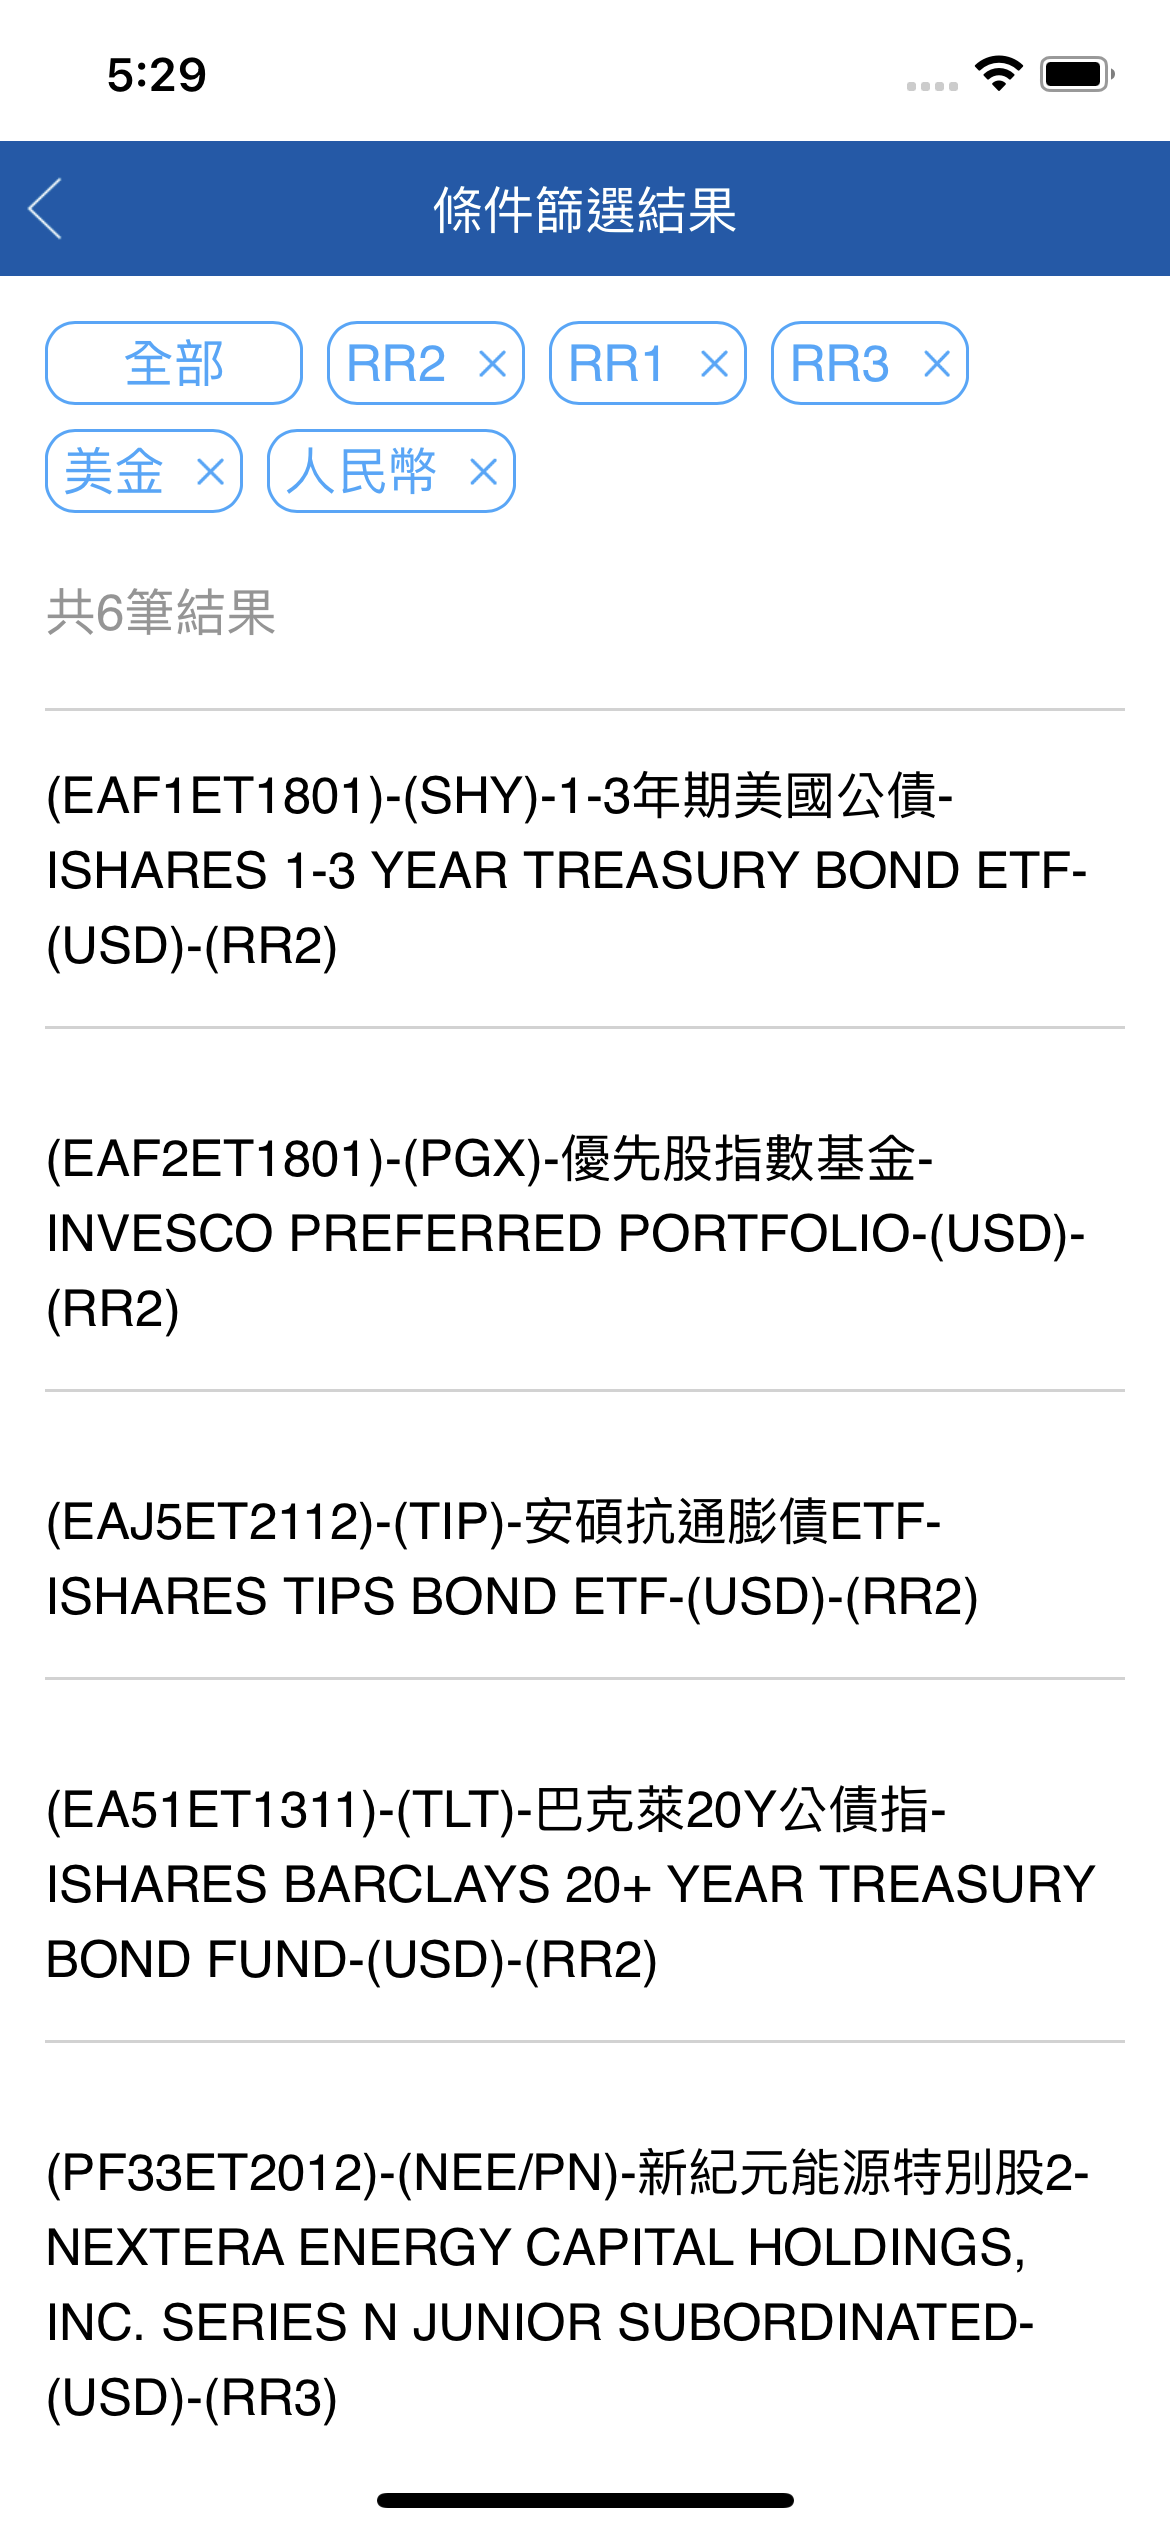 5:29
條件篩選結果
全部 RR2 × RR1 × RR3 ×
美金 × 人民幣 ×
共6筆結果
(EAF1ET1801)-(SHY)-1-3年期美國公債-
ISHARES 1-3 YEAR TREASURY BOND ETF-
(USD)-(RR2)
(EAF2ET1801)-(PGX)-優先股指數基金-
INVESCO PREFERRED PORTFOLIO-(USD)-
(RR2)
(EAJ5ET2112)-(TIP)-安碩抗通膨債ETF-
ISHARES TIPS BOND ETF-(USD)-(RR2)
(EA51ET1311)-(TLT)-巴克萊20Y公債指-
ISHARES BARCLAYS 20+ YEAR TREASURY
BOND FUND-(USD)-(RR2)
(PF33ET2012)-(NEE/PN)-新紀元能源特別股2-
NEXTERA ENERGY CAPITAL HOLDINGS,
INC. SERIES N JUNIOR SUBORDINATED-
(USD)-(RR3)